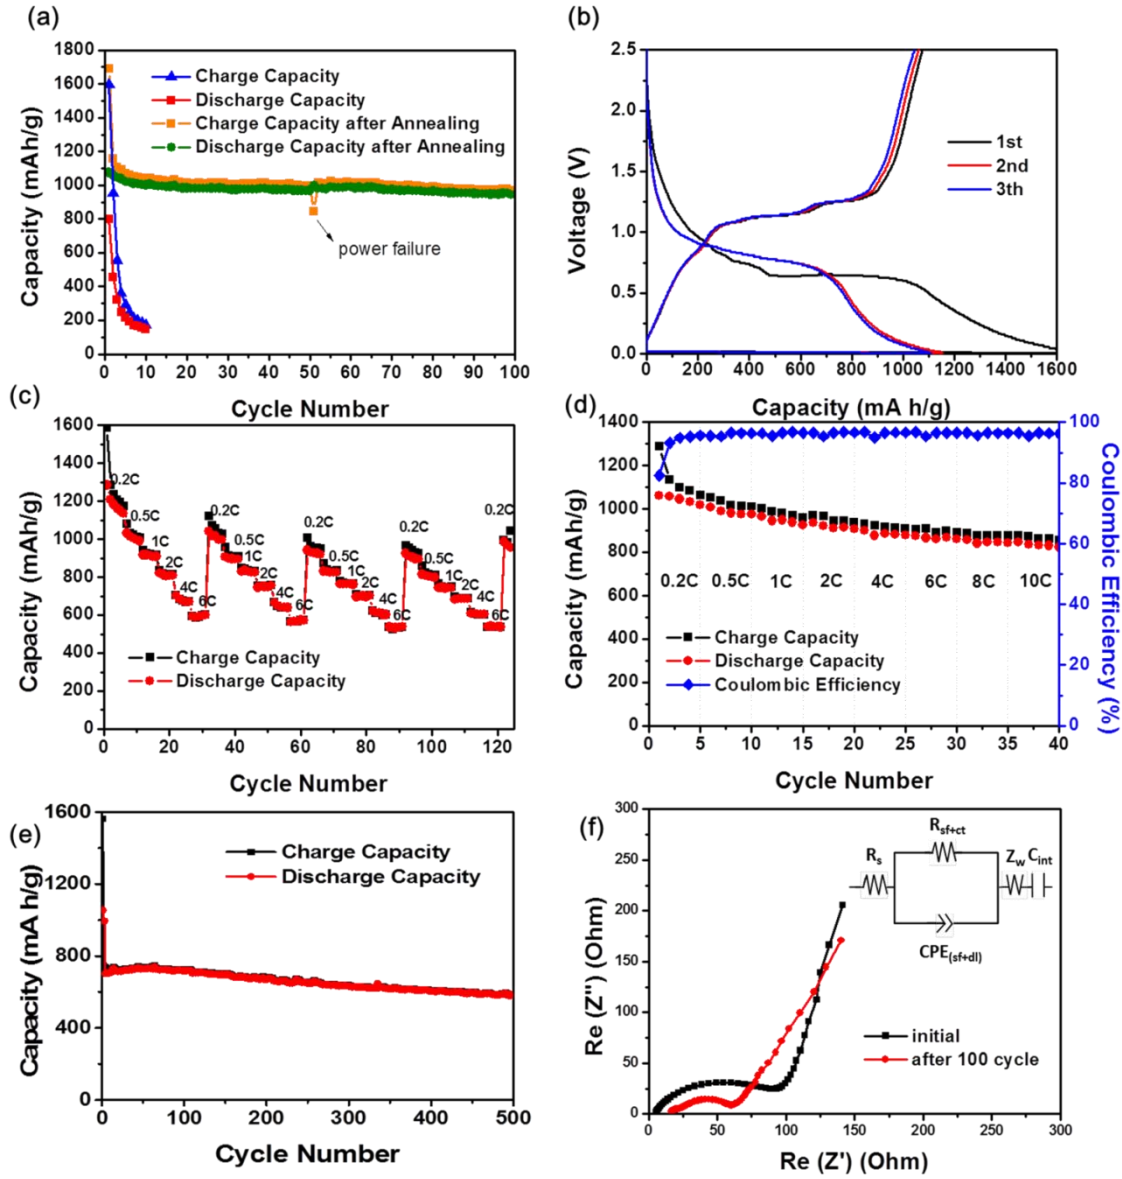 (a)
1800
1600
1400
1200
1000
800
600
400
200
0
Capacity (mAh/g)
Charge Capacity
Discharge Capacity
Charge Capacity after Annealing
Discharge Capacity after Annealing
power failure
0 10 20 30 40 50 60 70 80 90 100
Cycle Number
(b)
2.5
2.0
1.5
1.0
0.5
0.0
Voltage (V)
1st
2nd
3th
0 200 400 600 800 1000 1200 1400 1600
Capacity (mA h/g)
(c)
1600
1400
1200
1000
800
600
400
200
0
Capacity (mAh/g)
0.2C 0.5C 1C 2C 4C 6C
0.2C 0.5C 1C 2C 4C 6C
0.2C 0.5C 1C 2C 4C 6C
0.2C 0.5C 1C 2C 4C 6C
0.2C
Charge Capacity
Discharge Capacity
0 20 40 60 80 100 120
Cycle Number
(d)
1400
1200
1000
800
600
400
200
0
Capacity (mAh/g)
0.2C 0.5C 1C 2C 4C 6C 8C 10C
Charge Capacity
Discharge Capacity
Coulombic Efficiency
100
80
60
40
20
0
Coulombic Efficiency (%)
0 5 10 15 20 25 30 35 40
Cycle Number
(e)
1600
1200
800
400
0
Capacity (mA h/g)
Charge Capacity
Discharge Capacity
0 100 200 300 400 500
Cycle Number
(f)
300
250
200
150
100
50
0
Re (Z'') (Ohm)
Rsf+ct
Rs
Zw Cint
CPE(sf+dl)
initial
after 100 cycle
0 50 100 150 200 250 300
Re (Z') (Ohm)